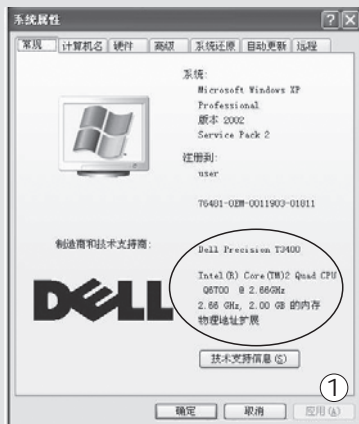 系统属性
常规 计算机名 硬件 高级 系统还原 自动更新 远程
系统:
Microsoft Windows XP
Professional
版本 2002
Service Pack 2
注册到:
user
76481-OEM-0011903-01811
制造商和技术支持商:
Dell Precision T3400
Intel(R) Core(TM)2 Quad CPU
Q6700 @ 2.66GHz
2.66 GHz, 2.00 GB 的内存
物理地址扩展
DELL
技术支持信息(S)
①
确定 取消 应用(A)